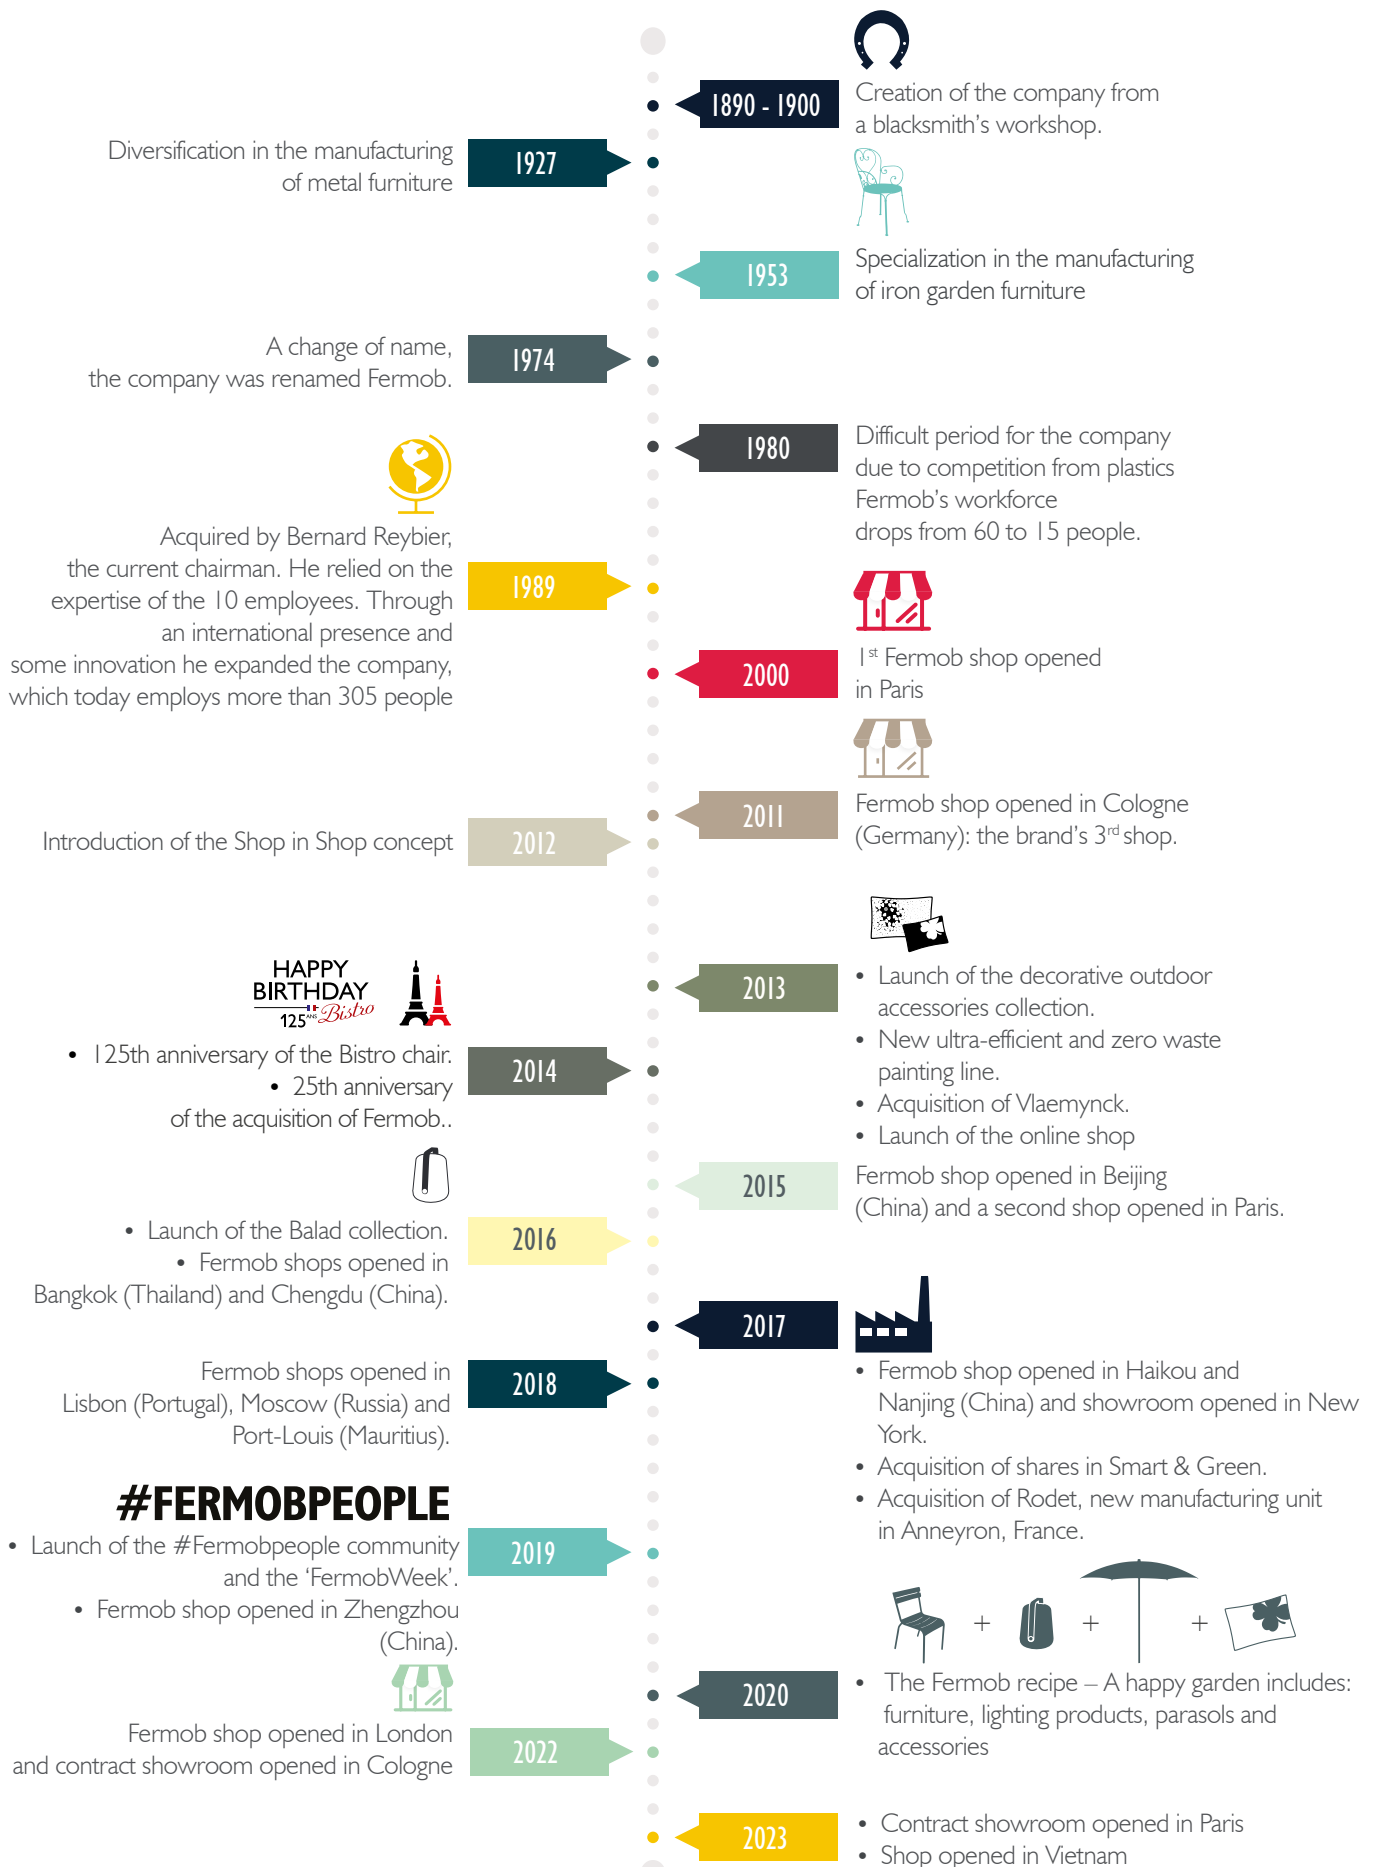 1890 - 1900
Creation of the company from
a blacksmith's workshop.
Diversification in the manufacturing
of metal furniture
1927
1953
Specialization in the manufacturing
of iron garden furniture
A change of name,
the company was renamed Fermob.
1974
1980
Difficult period for the company
due to competition from plastics
Fermob's workforce
drops from 60 to 15 people.
Acquired by Bernard Reybier,
the current chairman. He relied on the
expertise of the 10 employees. Through
an international presence and
some innovation he expanded the company,
which today employs more than 305 people
1989
2000
1st Fermob shop opened
in Paris
2011
Fermob shop opened in Cologne
(Germany): the brand's 3rd shop.
Introduction of the Shop in Shop concept
2012
2013
• Launch of the decorative outdoor
accessories collection.
• New ultra-efficient and zero waste
painting line.
• Acquisition of Vlaemynck.
• Launch of the online shop
HAPPY
BIRTHDAY
125 ANS Bistro
• 125th anniversary of the Bistro chair.
• 25th anniversary
of the acquisition of Fermob..
2014
2015
Fermob shop opened in Beijing
(China) and a second shop opened in Paris.
• Launch of the Balad collection.
• Fermob shops opened in
Bangkok (Thailand) and Chengdu (China).
2016
2017
• Fermob shop opened in Haikou and
Nanjing (China) and showroom opened in New
York.
• Acquisition of shares in Smart & Green.
• Acquisition of Rodet, new manufacturing unit
in Anneyron, France.
Fermob shops opened in
Lisbon (Portugal), Moscow (Russia) and
Port-Louis (Mauritius).
2018
#FERMOBPEOPLE
• Launch of the #Fermobpeople community
and the 'FermobWeek'.
• Fermob shop opened in Zhengzhou
(China).
2019
+ + +
2020
• The Fermob recipe – A happy garden includes:
furniture, lighting products, parasols and
accessories
Fermob shop opened in London
and contract showroom opened in Cologne
2022
2023
• Contract showroom opened in Paris
• Shop opened in Vietnam